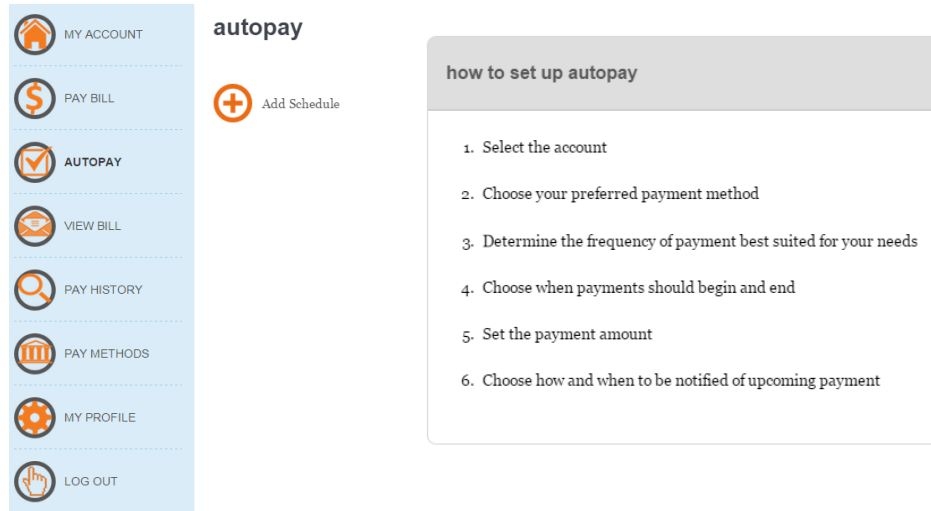 MY ACCOUNT
PAY BILL
AUTOPAY
VIEW BILL
PAY HISTORY
PAY METHODS
MY PROFILE
LOG OUT
autopay
Add Schedule
how to set up autopay
1. Select the account
2. Choose your preferred payment method
3. Determine the frequency of payment best suited for your needs
4. Choose when payments should begin and end
5. Set the payment amount
6. Choose how and when to be notified of upcoming payment